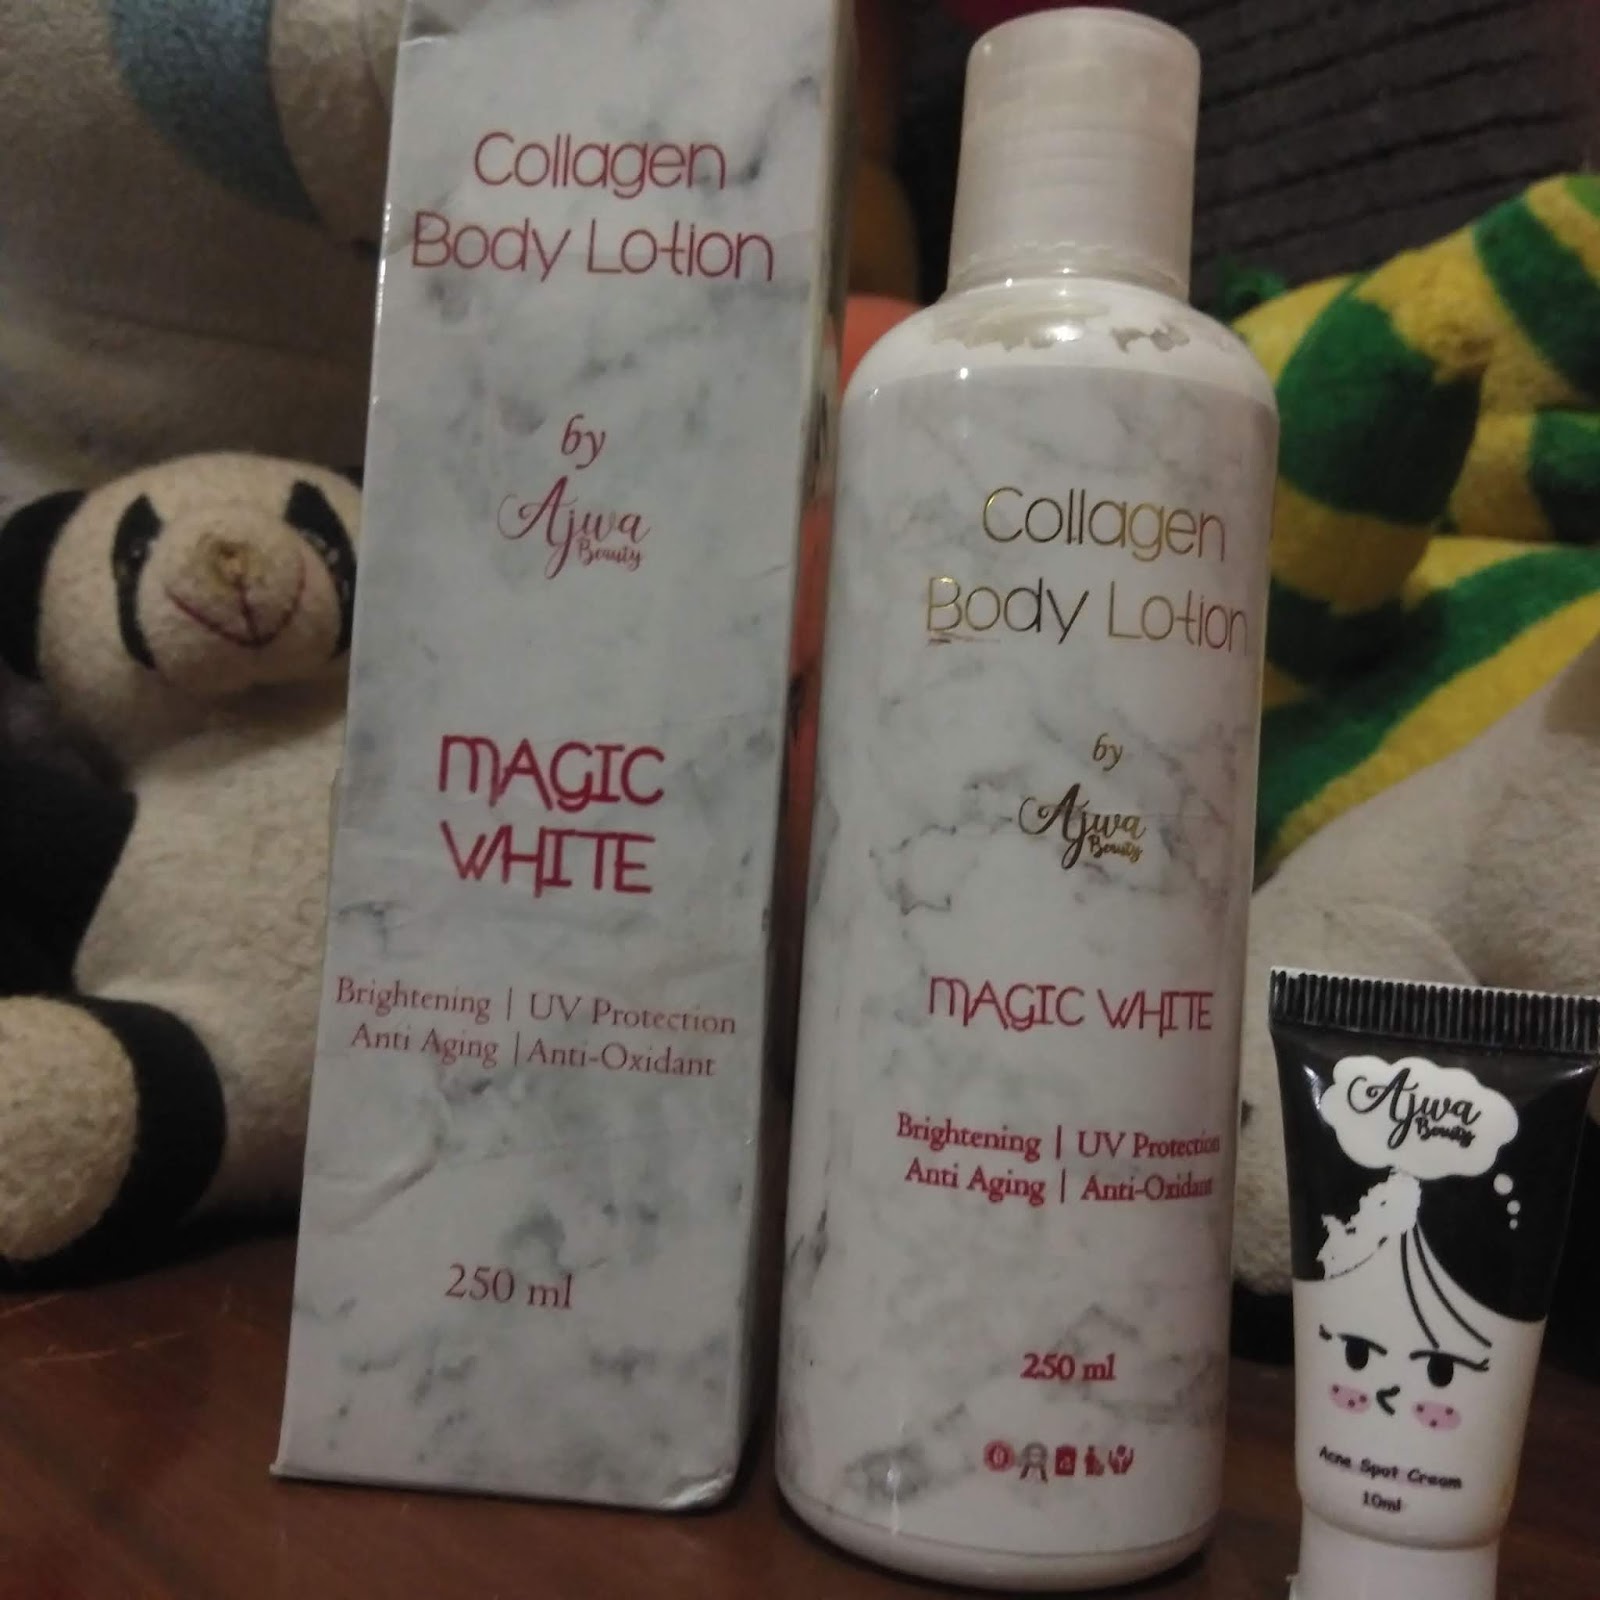 Collagen
Body Lotion
by
Ajwa
Beauty
MAGIC
WHITE
Brightening | UV Protection
Anti Aging | Anti-Oxidant
250 ml
Collagen
Body Lotion
by
Ajwa
Beauty
MAGIC WHITE
Brightening | UV Protection
Anti Aging | Anti-Oxidant
250 ml
Ajwa
Beauty
Acne Spot Cream
10ml